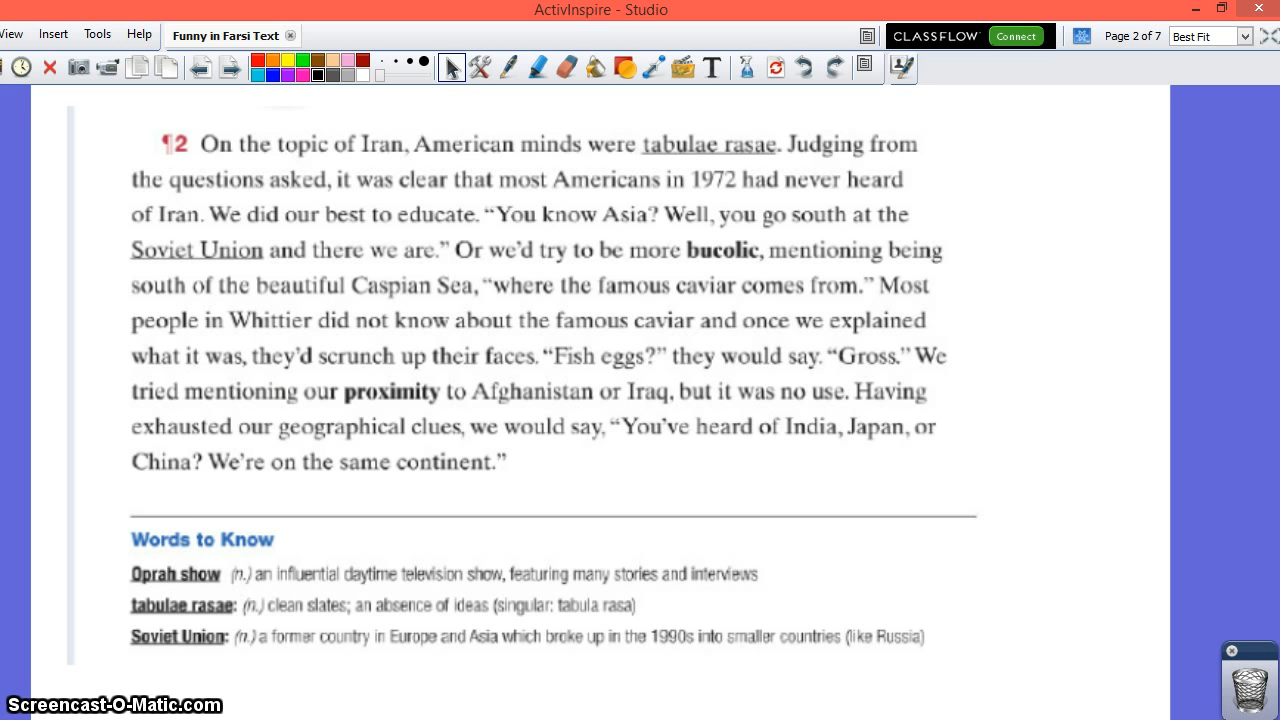 ActivInspire - Studio
View Insert Tools Help Funny in Farsi Text CLASSFLOW Connect Page 2 of 7 Best Fit
¶2 On the topic of Iran, American minds were tabulae rasae. Judging from
the questions asked, it was clear that most Americans in 1972 had never heard
of Iran. We did our best to educate. “You know Asia? Well, you go south at the
Soviet Union and there we are.” Or we’d try to be more bucolic, mentioning being
south of the beautiful Caspian Sea, “where the famous caviar comes from.” Most
people in Whittier did not know about the famous caviar and once we explained
what it was, they’d scrunch up their faces. “Fish eggs?” they would say. “Gross.” We
tried mentioning our proximity to Afghanistan or Iraq, but it was no use. Having
exhausted our geographical clues, we would say, “You’ve heard of India, Japan, or
China? We’re on the same continent.”
Words to Know
Oprah show (n.) an influential daytime television show, featuring many stories and interviews
tabulae rasae: (n.) clean slates; an absence of ideas (singular: tabula rasa)
Soviet Union: (n.) a former country in Europe and Asia which broke up in the 1990s into smaller countries (like Russia)
Screencast-O-Matic.com